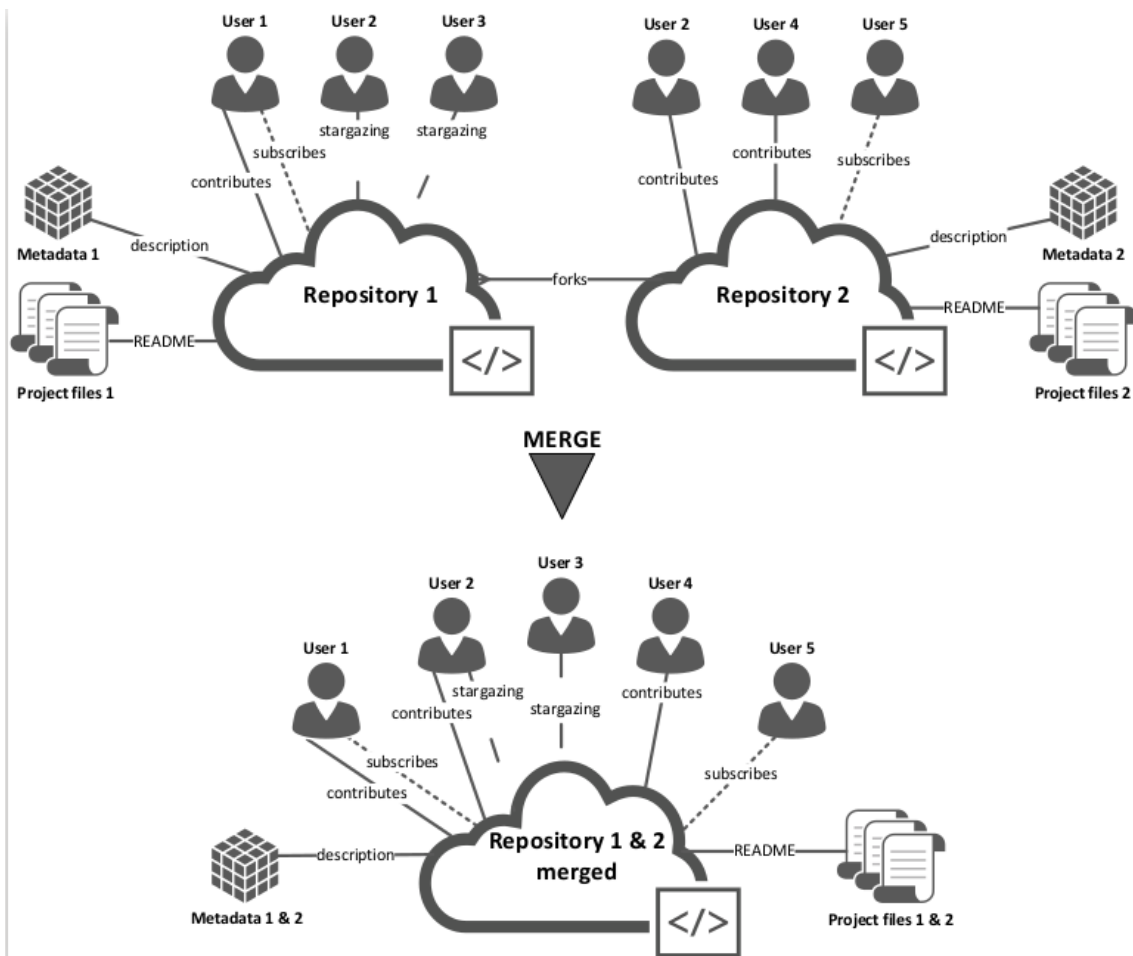 User 1
User 2
User 3
User 2
User 4
User 5
stargazing
stargazing
subscribes
contributes
contributes
subscribes
contributes
Metadata 1
description
description
Metadata 2
forks
Repository 1
Repository 2
README
README
</>
</>
Project files 1
Project files 2
MERGE
User 3
User 2
User 4
User 1
User 5
stargazing
contributes
contributes
stargazing
subscribes
subscribes
contributes
Repository 1 & 2
merged
description
README
Metadata 1 & 2
</>
Project files 1 & 2